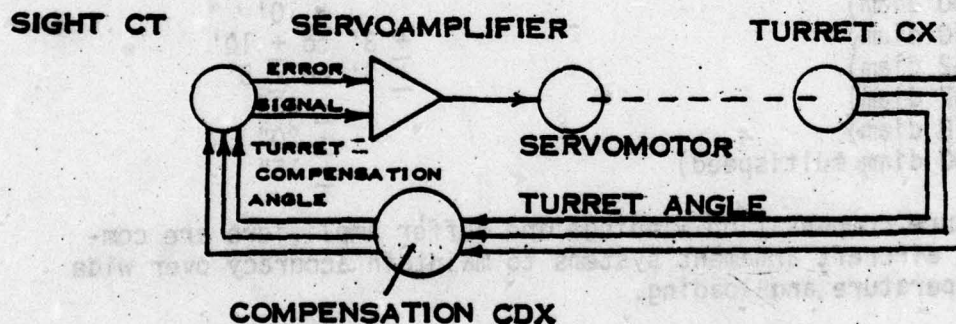 SIGHT CT
SERVOAMPLIFIER
TURRET CX
ERROR
SIGNAL
SERVOMOTOR
TURRET ±
COMPENSATION
ANGLE
TURRET ANGLE
COMPENSATION CDX